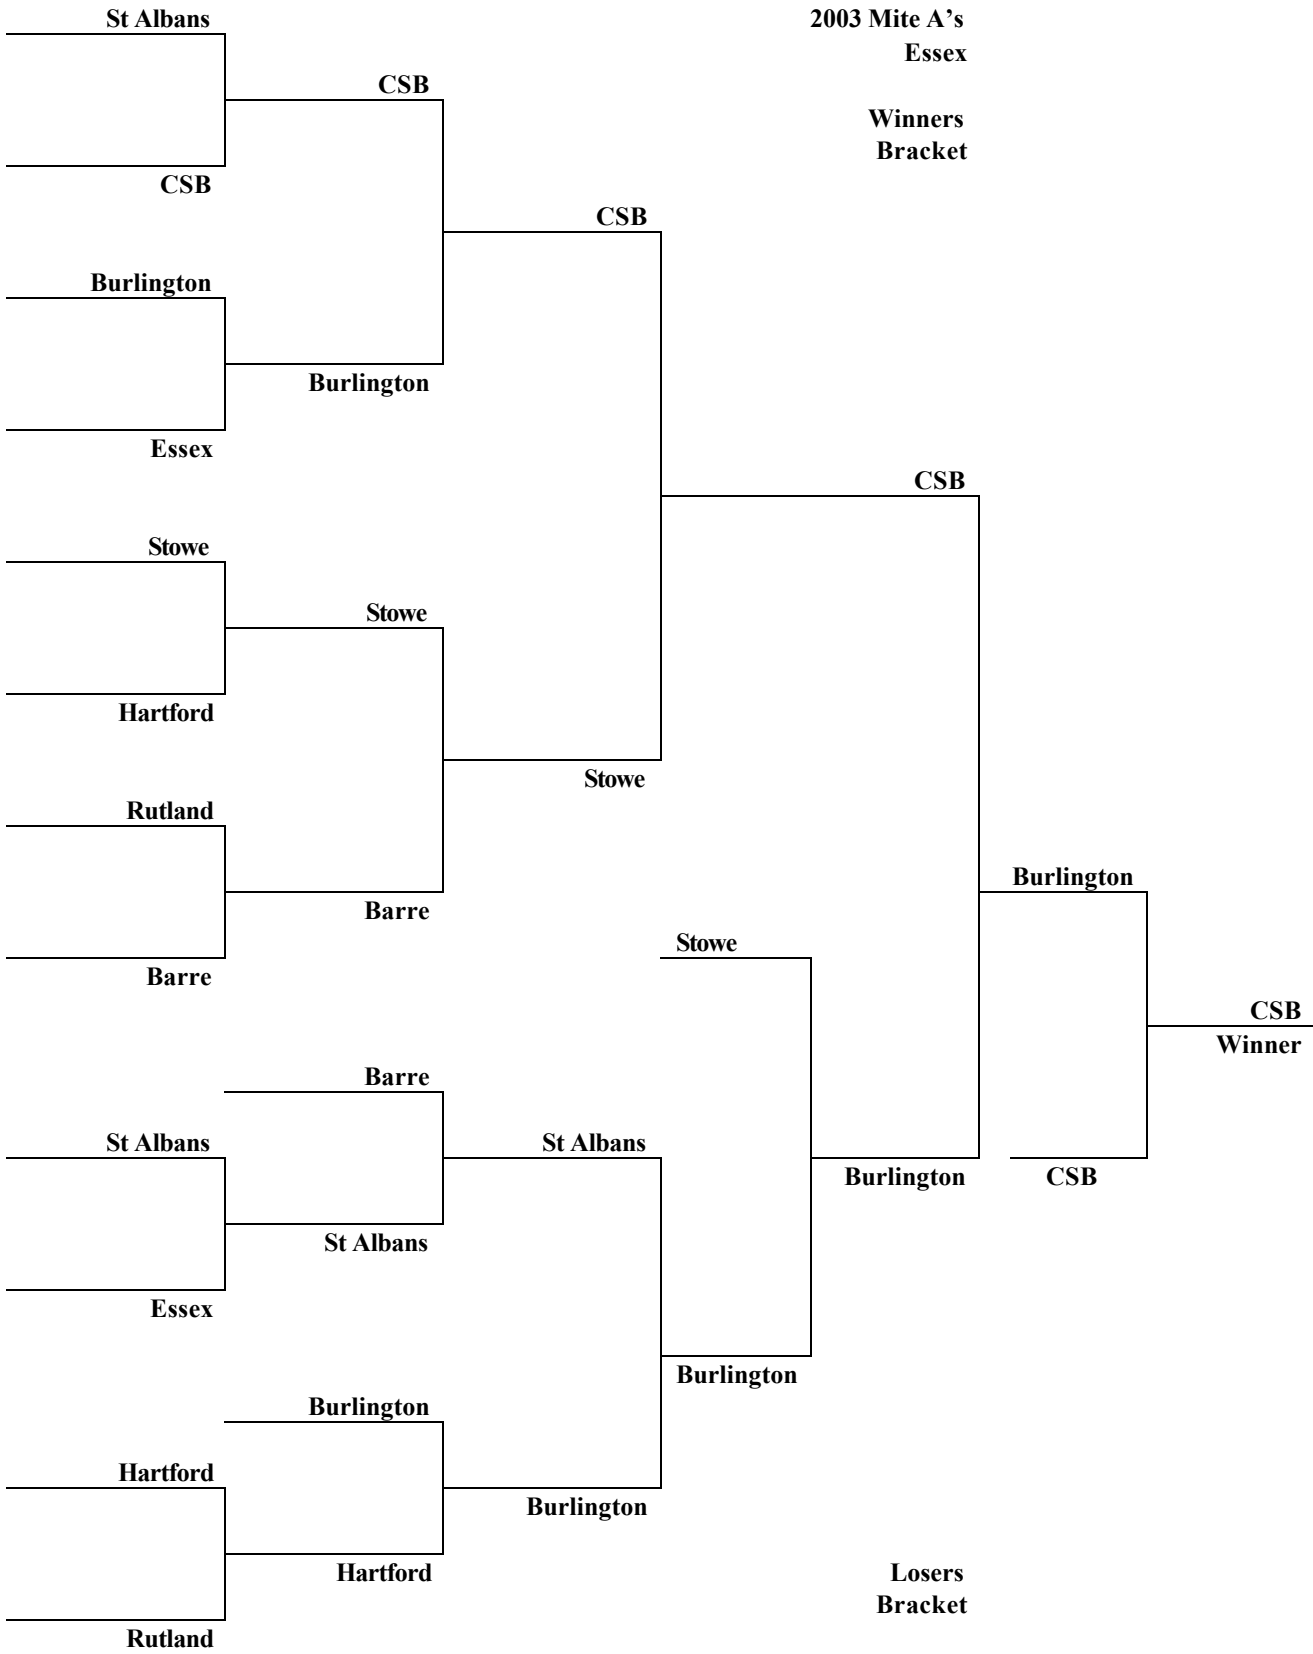 St Albans
2003 Mite A’s
Essex
CSB
Winners
Bracket
CSB
CSB
Burlington
Burlington
Essex
CSB
Stowe
Stowe
Hartford
Stowe
Rutland
Burlington
Barre
Stowe
Barre
CSB
Winner
Barre
St Albans
St Albans
Burlington
CSB
St Albans
Essex
Burlington
Burlington
Hartford
Burlington
Hartford
Losers
Bracket
Rutland